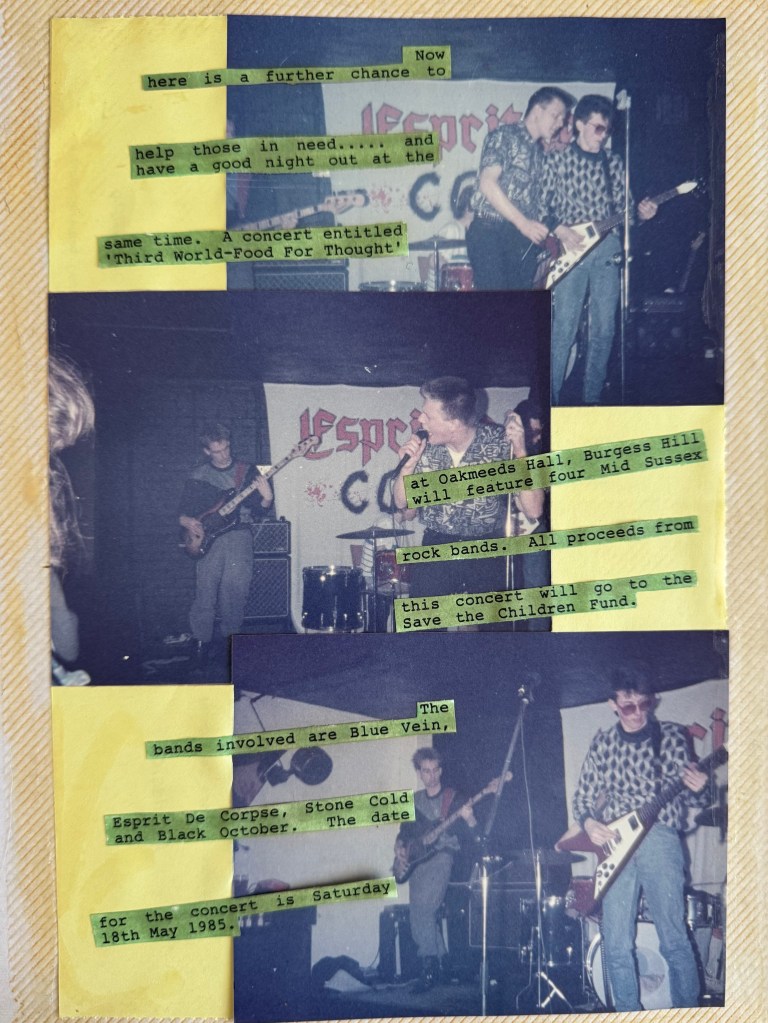 Now
here is a further chance to
help those in need..... and
have a good night out at the
same time. A concert entitled
'Third World-Food For Thought'
at Oakmeeds Hall, Burgess Hill
will feature four Mid Sussex
rock bands. All proceeds from
this concert will go to the
Save the Children Fund.
The
bands involved are Blue Vein,
Esprit De Corpse, Stone Cold
and Black October. The date
for the concert is Saturday
18th May 1985.
Esprit
Espri